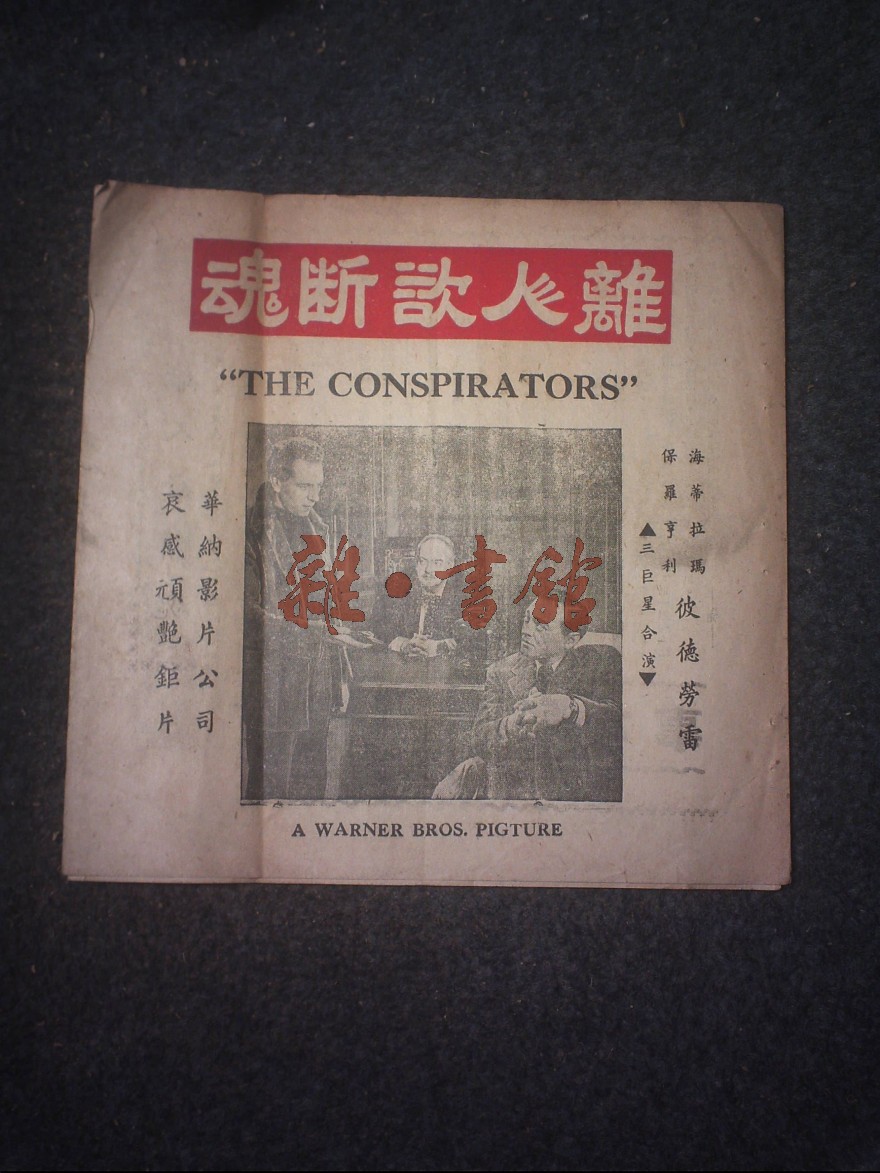 離人欲断魂
“THE CONSPIRATORS”
海蒂拉瑪
保羅亨利
彼德勞雷
▲三巨星合演▼
華納影片公司
哀感頑艷鉅片
雜·書館
A WARNER BROS. PIGTURE